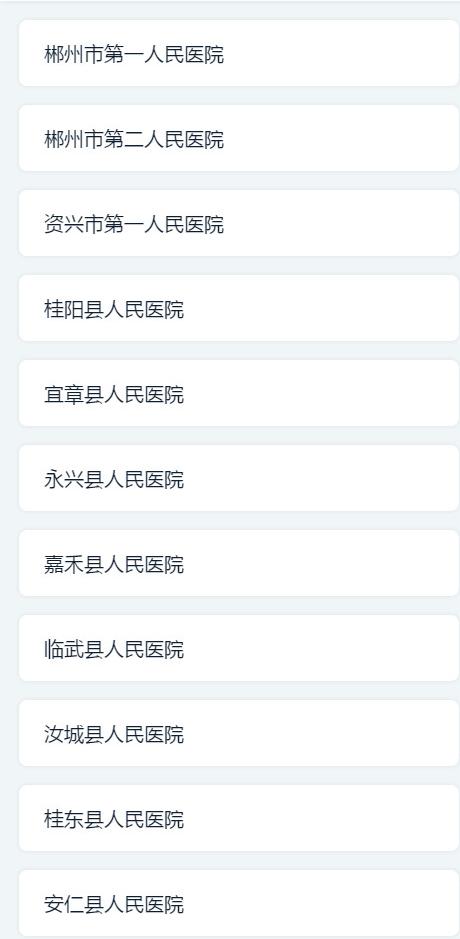 郴州市第一人民医院
郴州市第二人民医院
资兴市第一人民医院
桂阳县人民医院
宜章县人民医院
永兴县人民医院
嘉禾县人民医院
临武县人民医院
汝城县人民医院
桂东县人民医院
安仁县人民医院